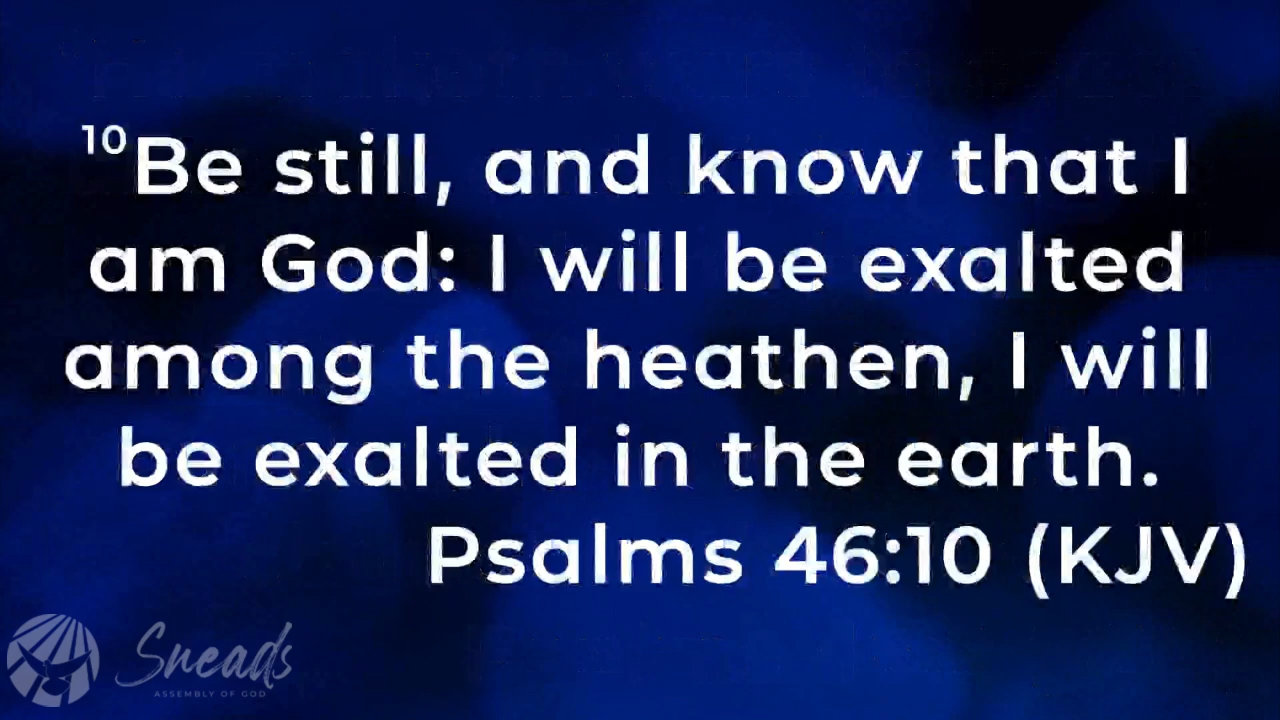 10Be still, and know that I
am God: I will be exalted
among the heathen, I will
be exalted in the earth.
Psalms 46:10 (KJV)
Sneads
ASSEMBLY OF GOD